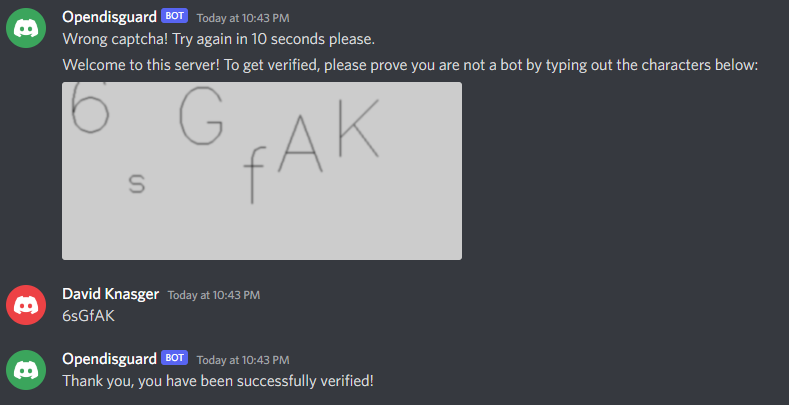 Opendisguard BOT Today at 10:43 PM
Wrong captcha! Try again in 10 seconds please.
Welcome to this server! To get verified, please prove you are not a bot by typing out the characters below:
6sGfAK
David Knasger Today at 10:43 PM
6sGfAK
Opendisguard BOT Today at 10:43 PM
Thank you, you have been successfully verified!